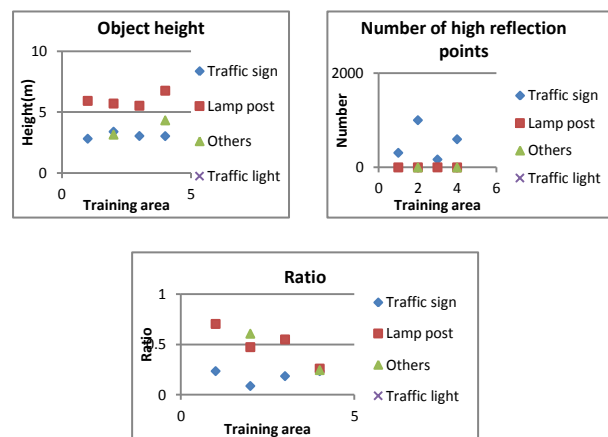 Object height
10
5
0
0
5
Height(m)
Training area
Traffic sign
Lamp post
Others
Traffic light
Number of high reflection
points
2000
0
0
2
4
6
Number
Training area
Traffic sign
Lamp post
Others
Traffic light
Ratio
1
0.5
0
0
5
Ratio
Training area
Traffic sign
Lamp post
Others
Traffic light